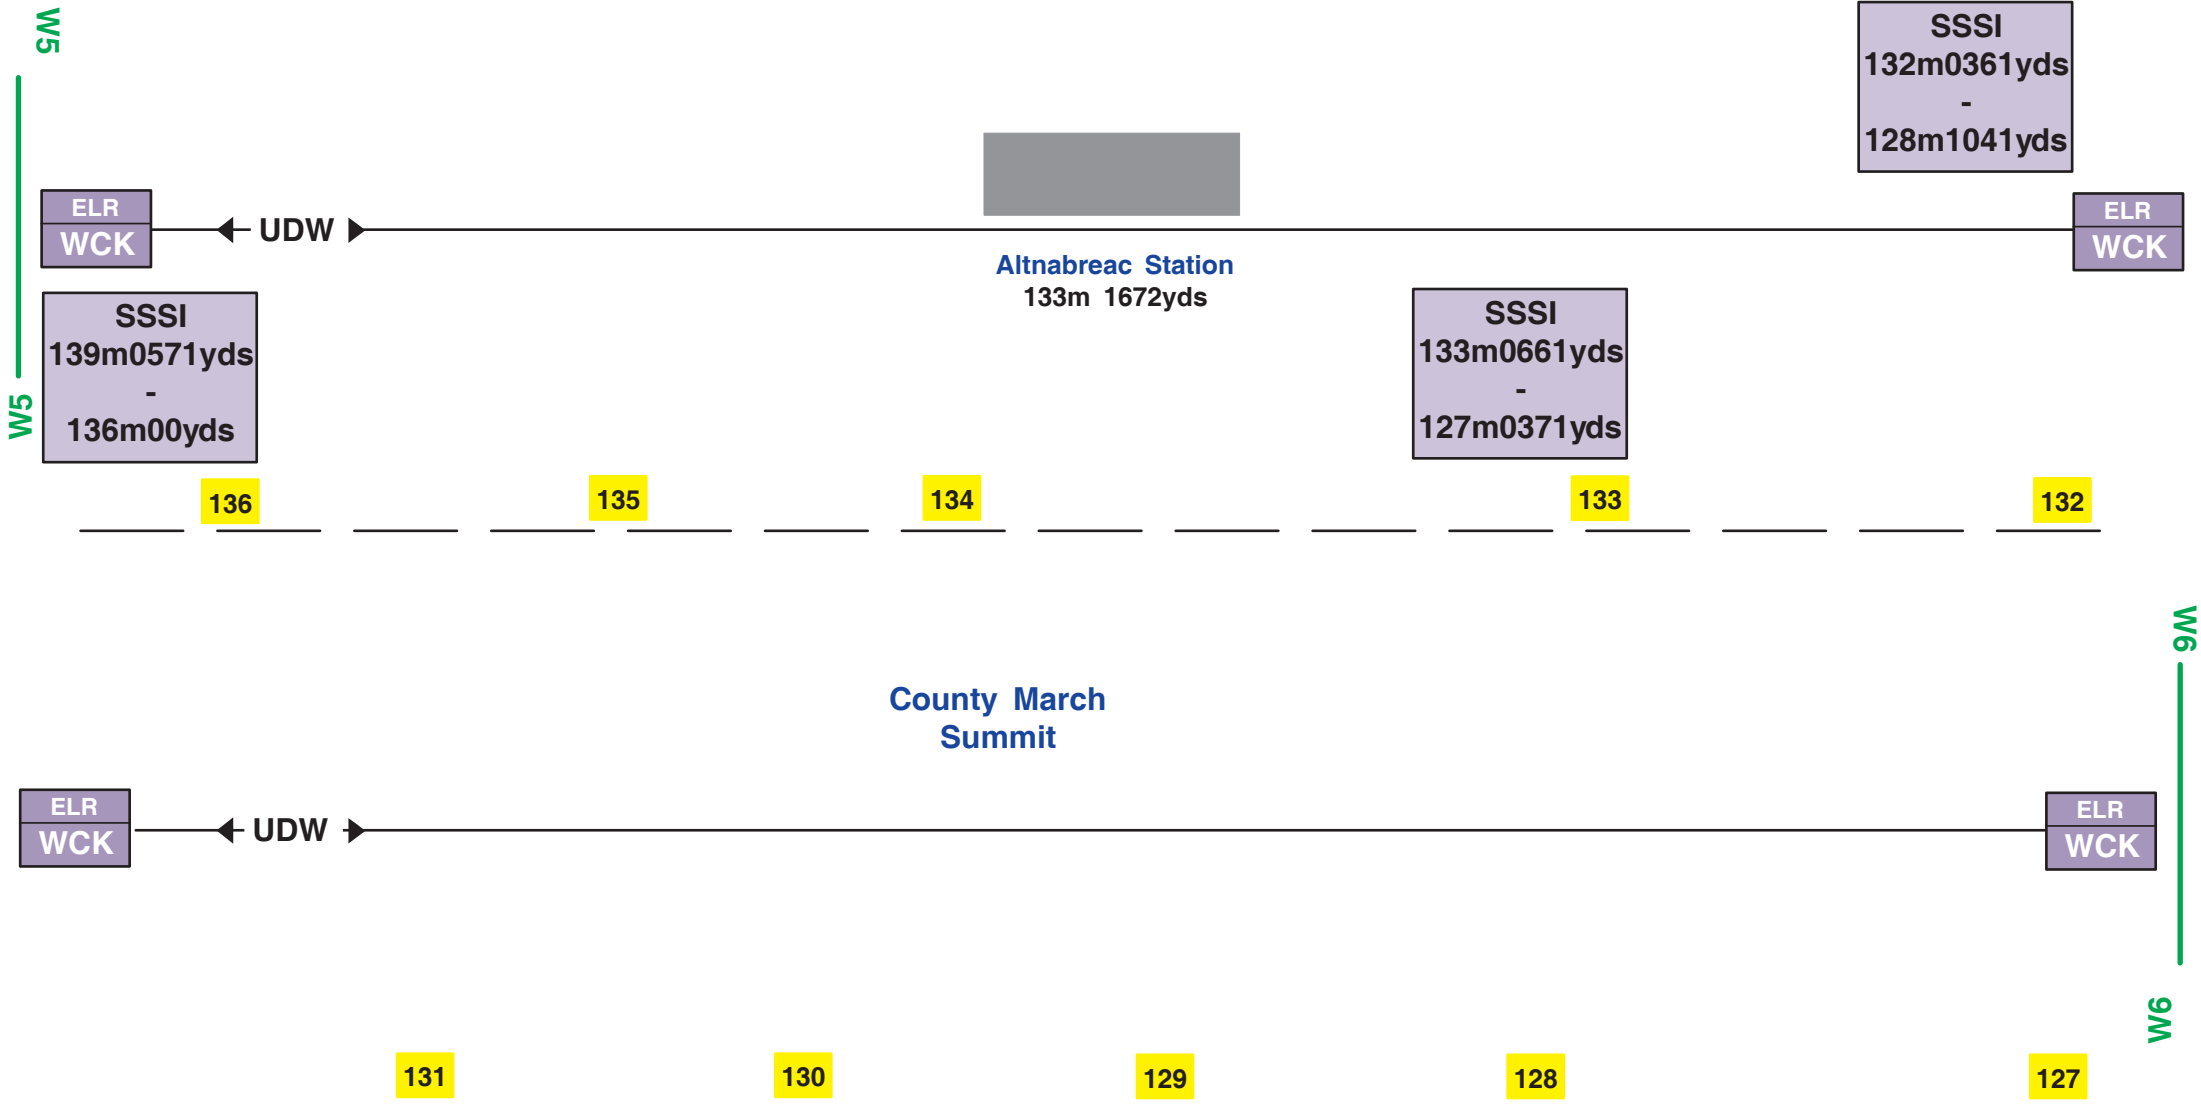 W5
SSSI
132m0361yds
-
128m1041yds
ELR
WCK
UDW
ELR
WCK
Altnabreac Station
133m 1672yds
W5
SSSI
139m0571yds
-
136m00yds
SSSI
133m0661yds
-
127m0371yds
136
135
134
133
132
W6
County March
Summit
ELR
WCK
UDW
ELR
WCK
W6
131
130
129
128
127